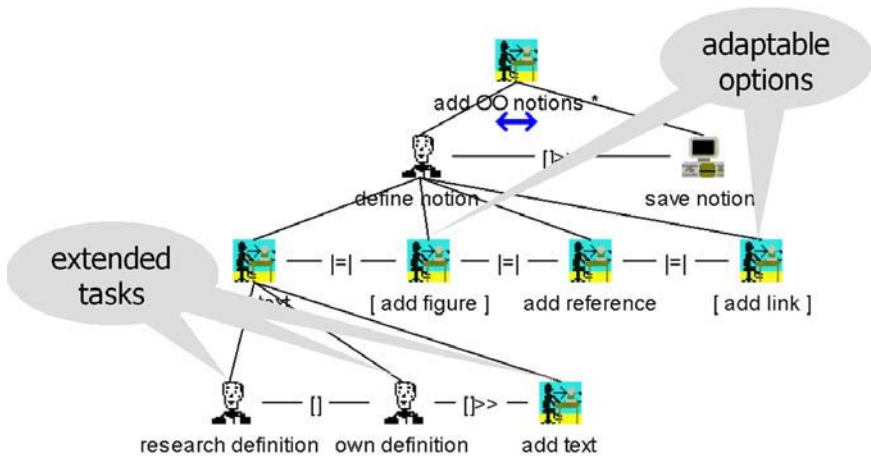 adaptable
options
add OO notions *
[]>>
define notion
save notion
extended
tasks
|=|
|=|
|=|
text
[ add figure ]
add reference
[ add link ]
[]
[]>>
research definition
own definition
add text